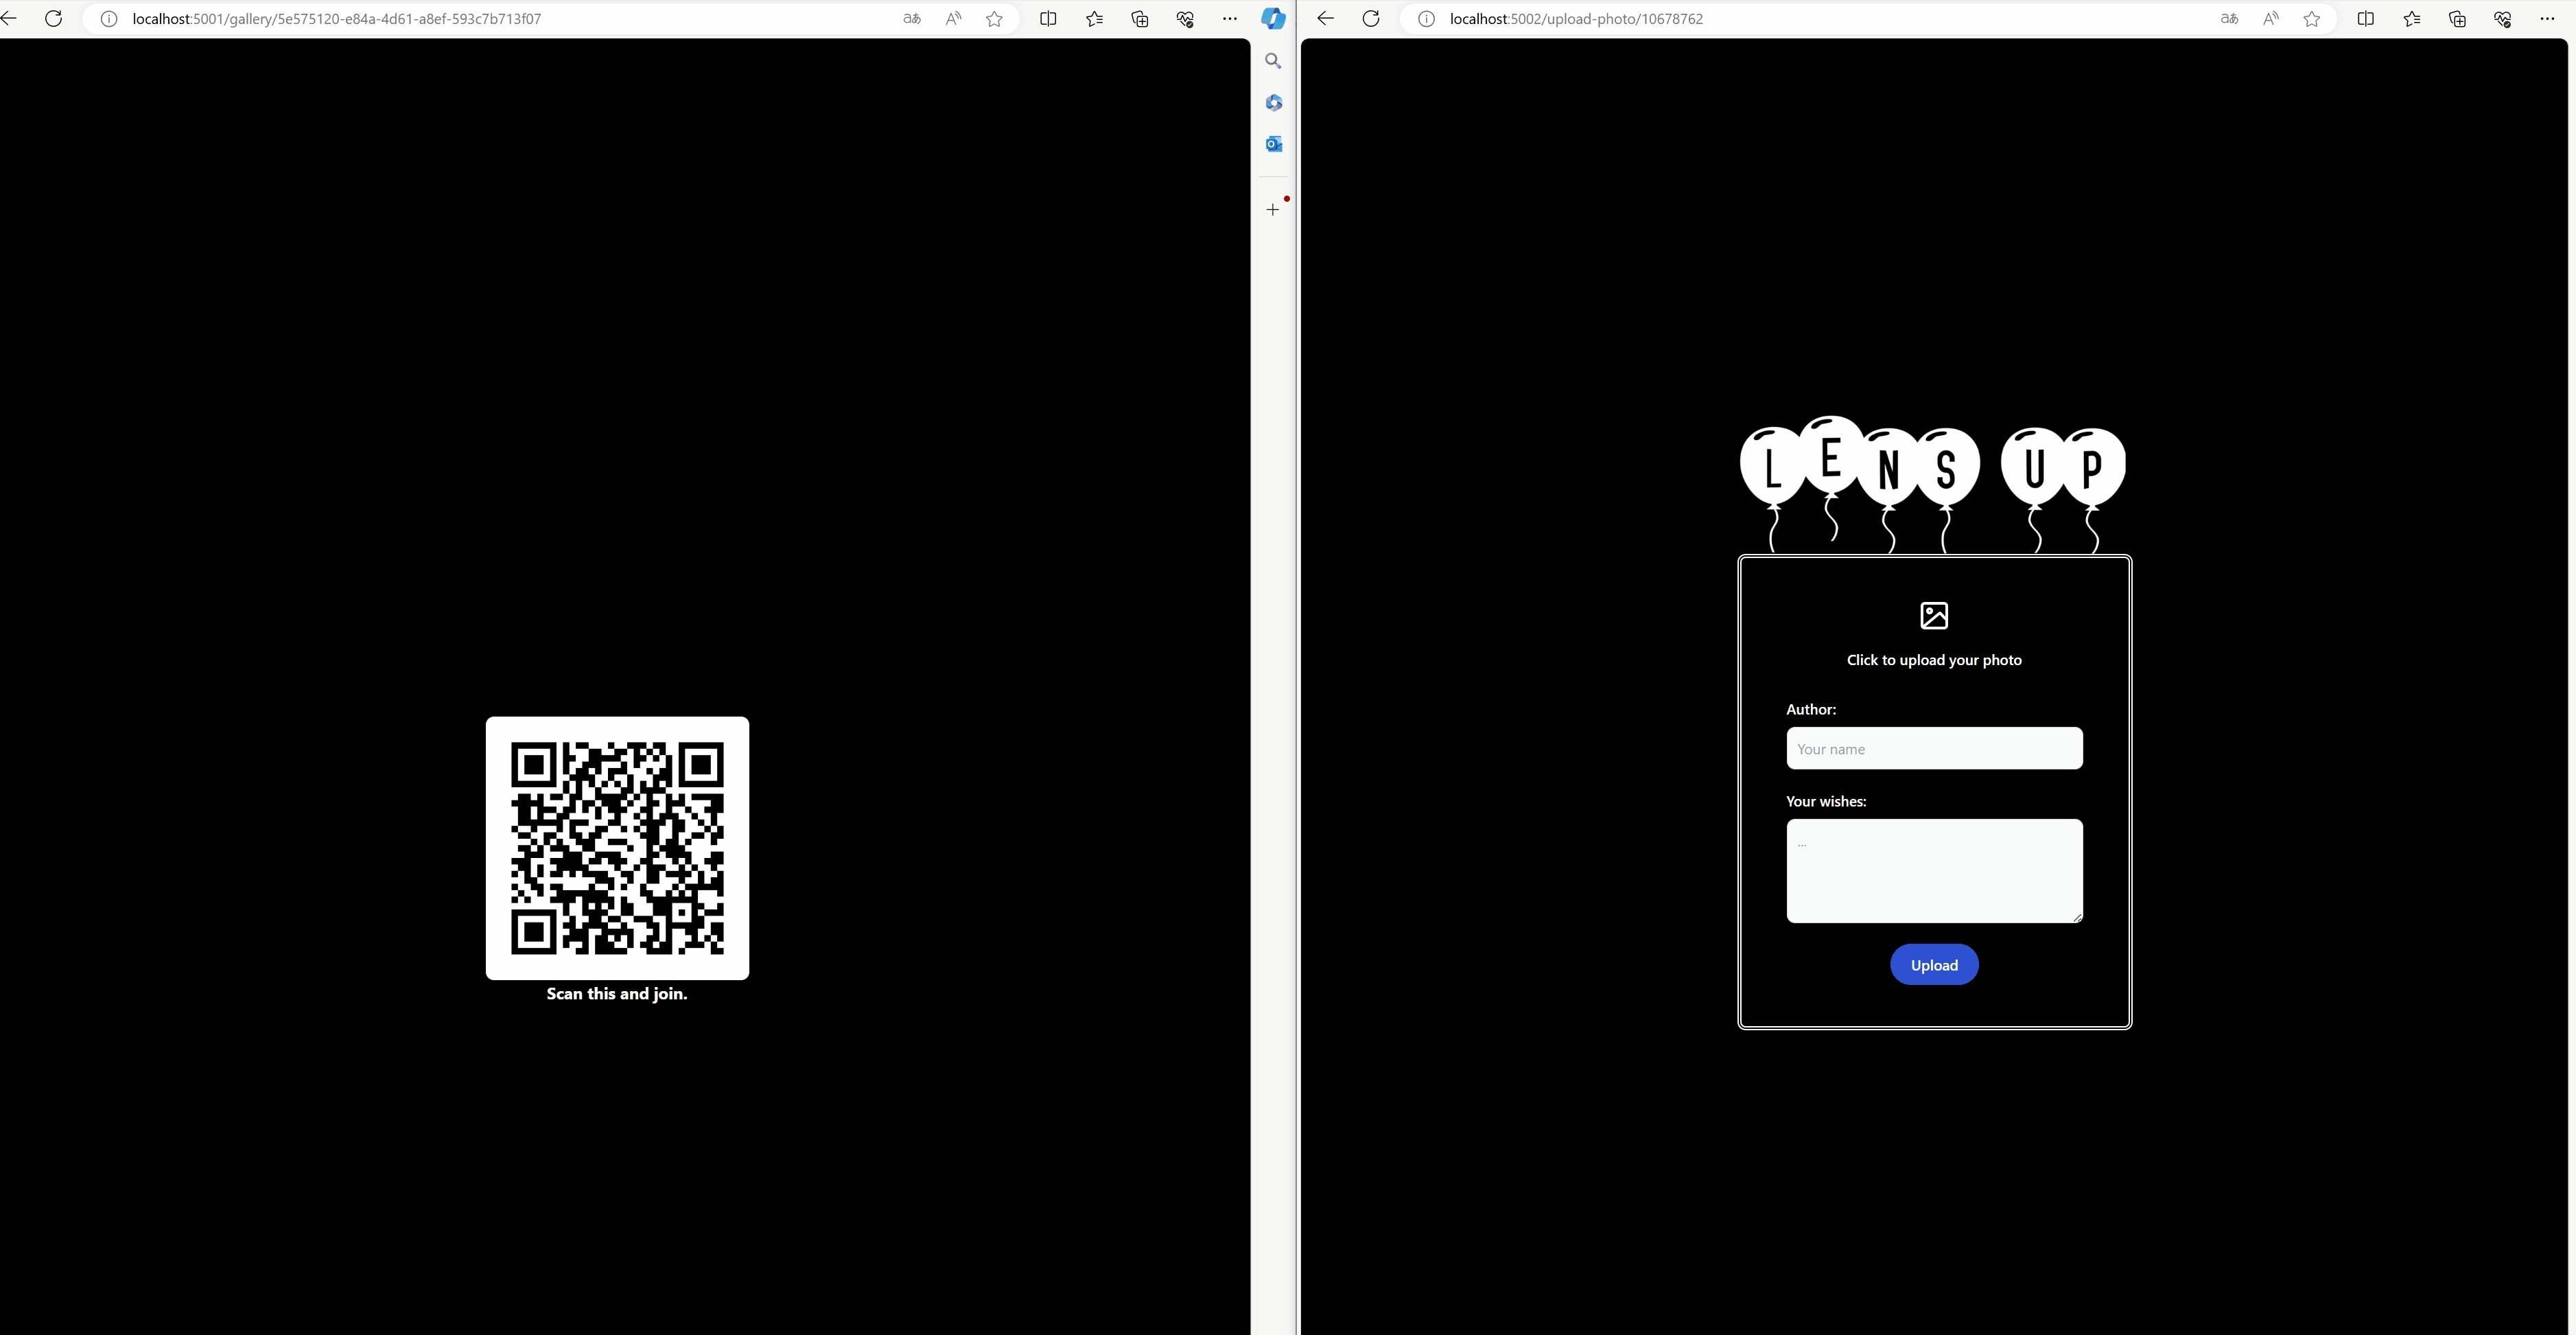 localhost:5001/gallery/5e575120-e84a-4d61-a8ef-593c7b713f07
localhost:5002/upload-photo/10678762
Scan this and join.
LENS UP
Click to upload your photo
Author:
Your name
Your wishes:
...
Upload